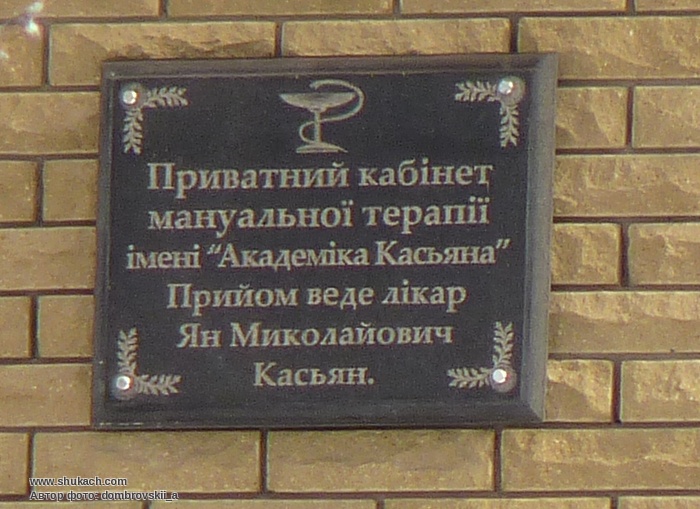 Приватний кабінет
мануальної терапії
імені “Академіка Касьяна”
Прийом веде лікар
Ян Миколайович
Касьян.
www.shukach.com
Автор фото: dombrovskii_a